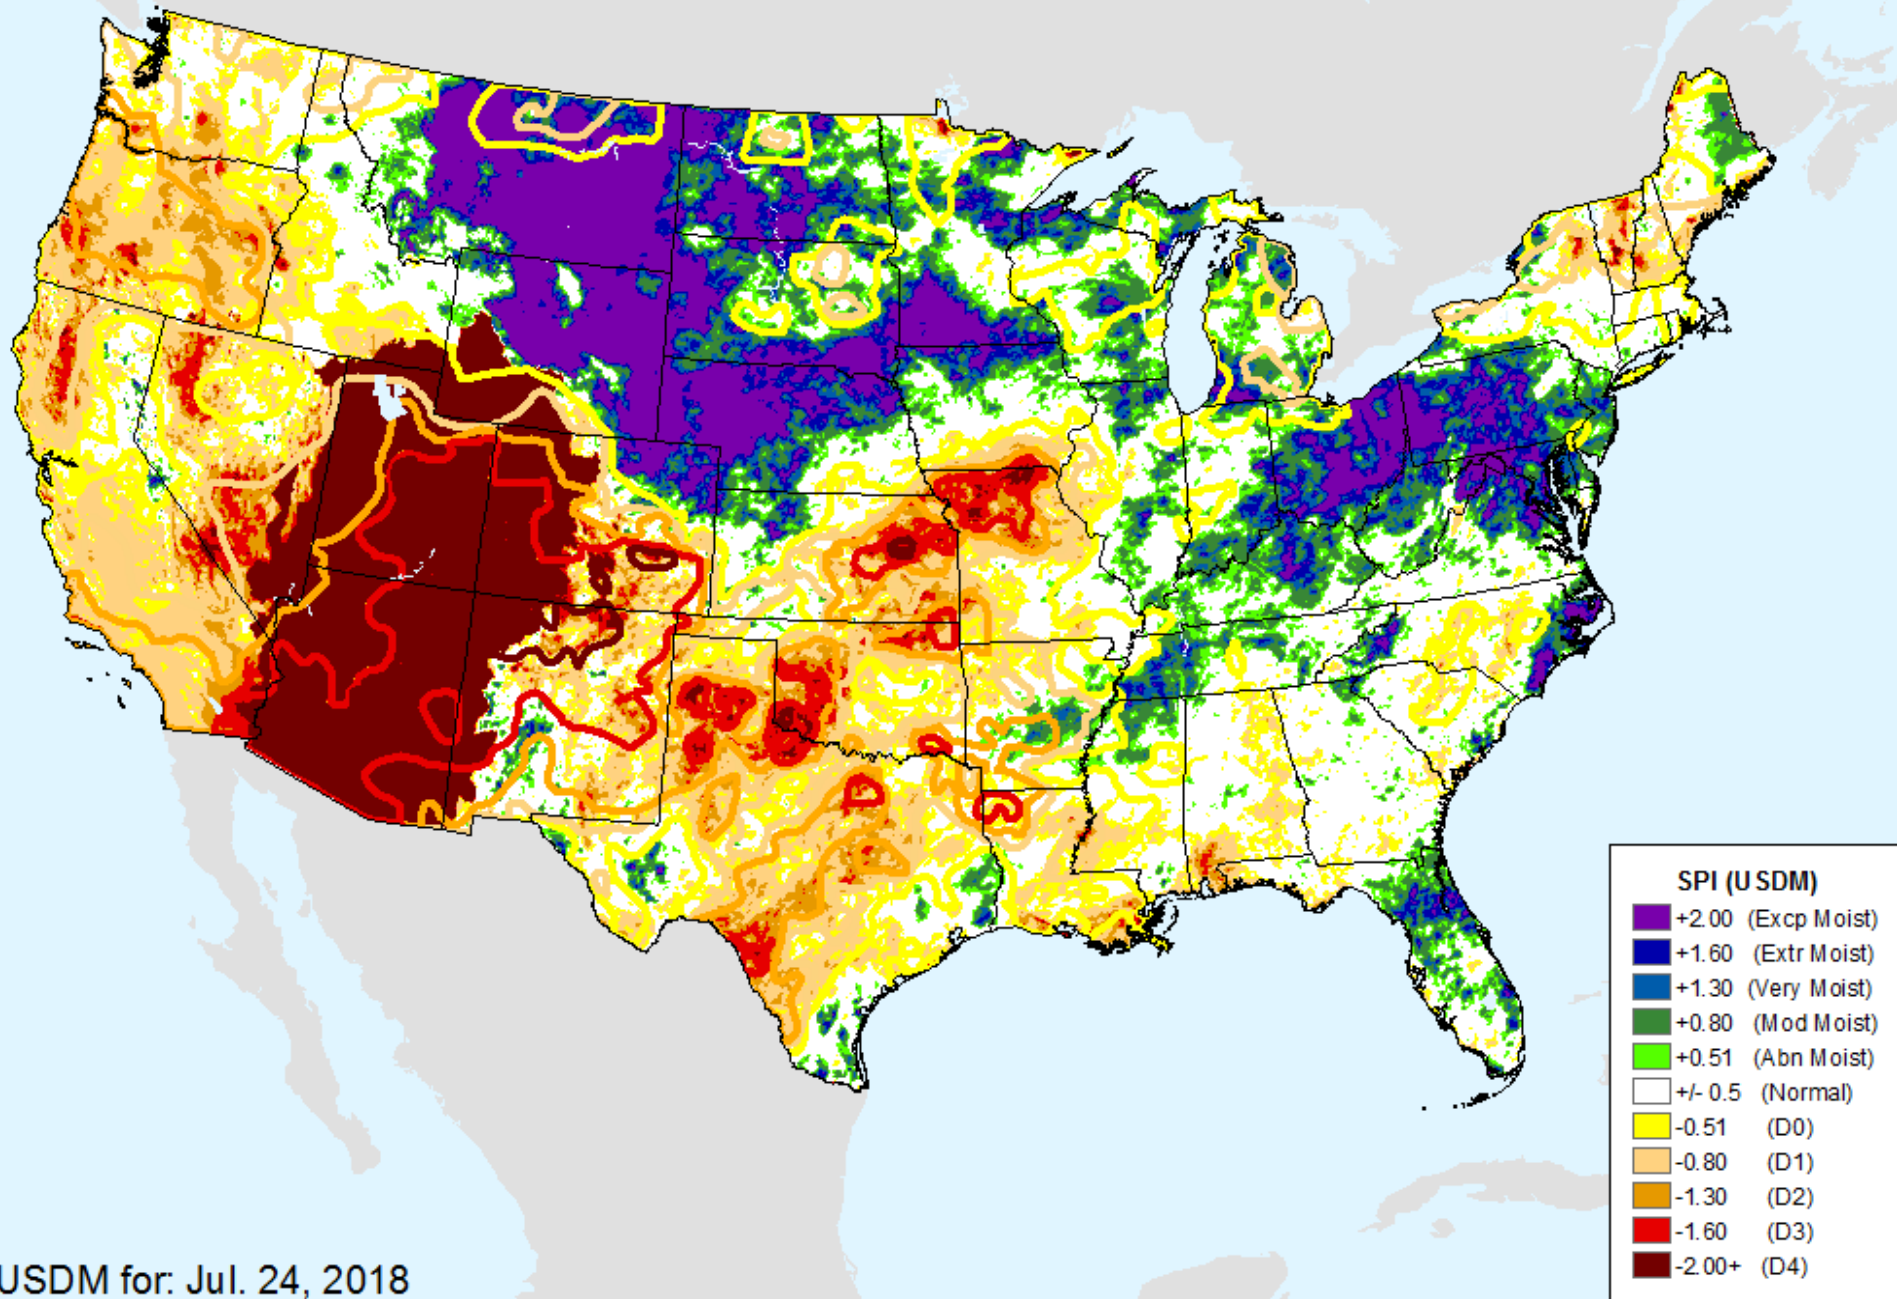 SPI (USDM)
+2.00 (Excp Moist)
+1.60 (Extr Moist)
+1.30 (Very Moist)
+0.80 (Mod Moist)
+0.51 (Abn Moist)
+/- 0.5 (Normal)
-0.51 (D0)
-0.80 (D1)
-1.30 (D2)
-1.60 (D3)
-2.00+ (D4)
USDM for: Jul. 24, 2018